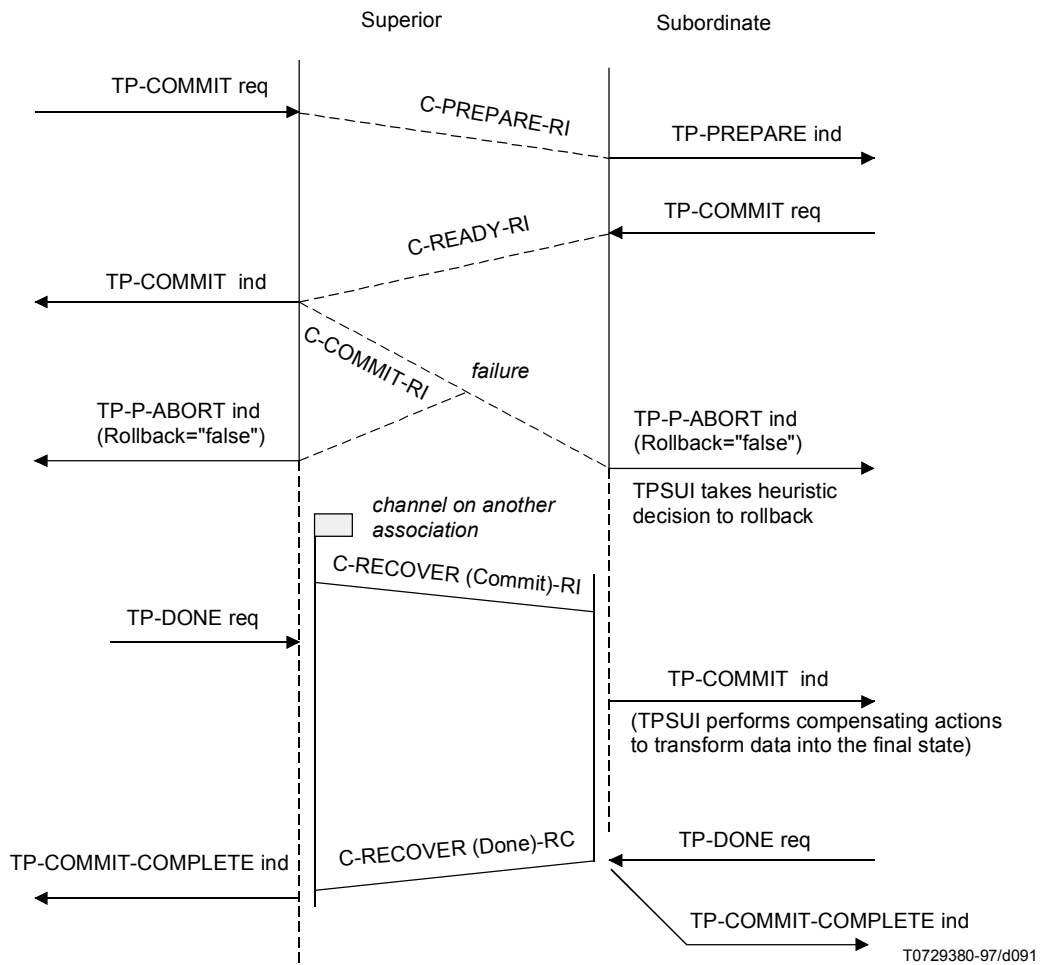 Superior
Subordinate
TP-COMMIT req
C-PREPARE-RI
TP-PREPARE ind
TP-COMMIT req
C-READY-RI
TP-COMMIT ind
C-COMMIT-RI
failure
TP-P-ABORT ind
(Rollback="false")
TP-P-ABORT ind
(Rollback="false")
TPSUI takes heuristic
decision to rollback
channel on another
association
C-RECOVER (Commit)-RI
TP-DONE req
TP-COMMIT ind
(TPSUI performs compensating actions
to transform data into the final state)
C-RECOVER (Done)-RC
TP-DONE req
TP-COMMIT-COMPLETE ind
TP-COMMIT-COMPLETE ind
T0729380-97/d091